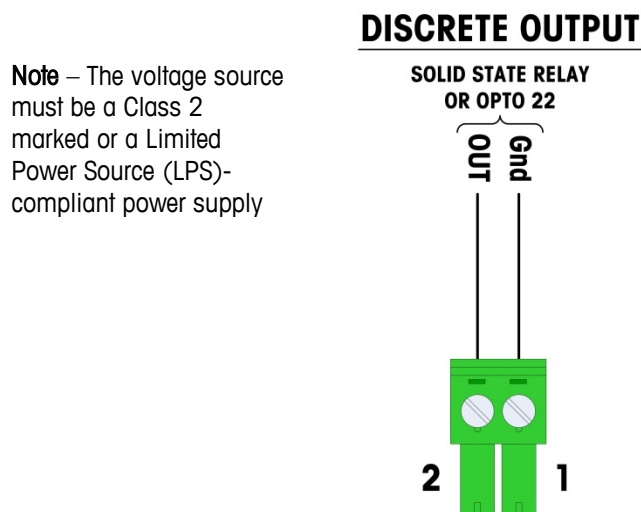 Note – The voltage source
must be a Class 2
marked or a Limited
Power Source (LPS)-
compliant power supply
DISCRETE OUTPUT
SOLID STATE RELAY
OR OPTO 22
OUT
Gnd
2
1